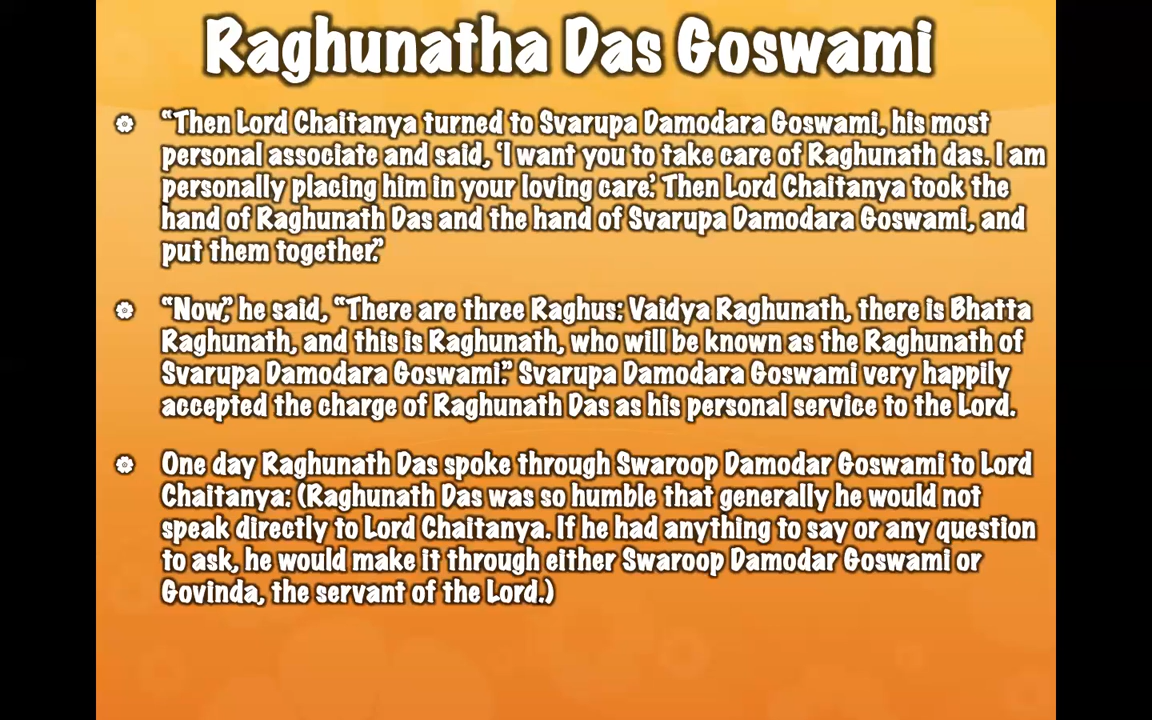 Raghunatha Das Goswami
“Then Lord Chaitanya turned to Svarupa Damodara Goswami, his most
personal associate and said, ‘I want you to take care of Raghunath das. I am
personally placing him in your loving care.’ Then Lord Chaitanya took the
hand of Raghunath Das and the hand of Svarupa Damodara Goswami, and
put them together.”
“Now,” he said, “There are three Raghus: Vaidya Raghunath, there is Bhatta
Raghunath, and this is Raghunath, who will be known as the Raghunath of
Svarupa Damodara Goswami.” Svarupa Damodara Goswami very happily
accepted the charge of Raghunath Das as his personal service to the Lord.
One day Raghunath Das spoke through Swaroop Damodar Goswami to Lord
Chaitanya: (Raghunath Das was so humble that generally he would not
speak directly to Lord Chaitanya. If he had anything to say or any question
to ask, he would make it through either Swaroop Damodar Goswami or
Govinda, the servant of the Lord.)